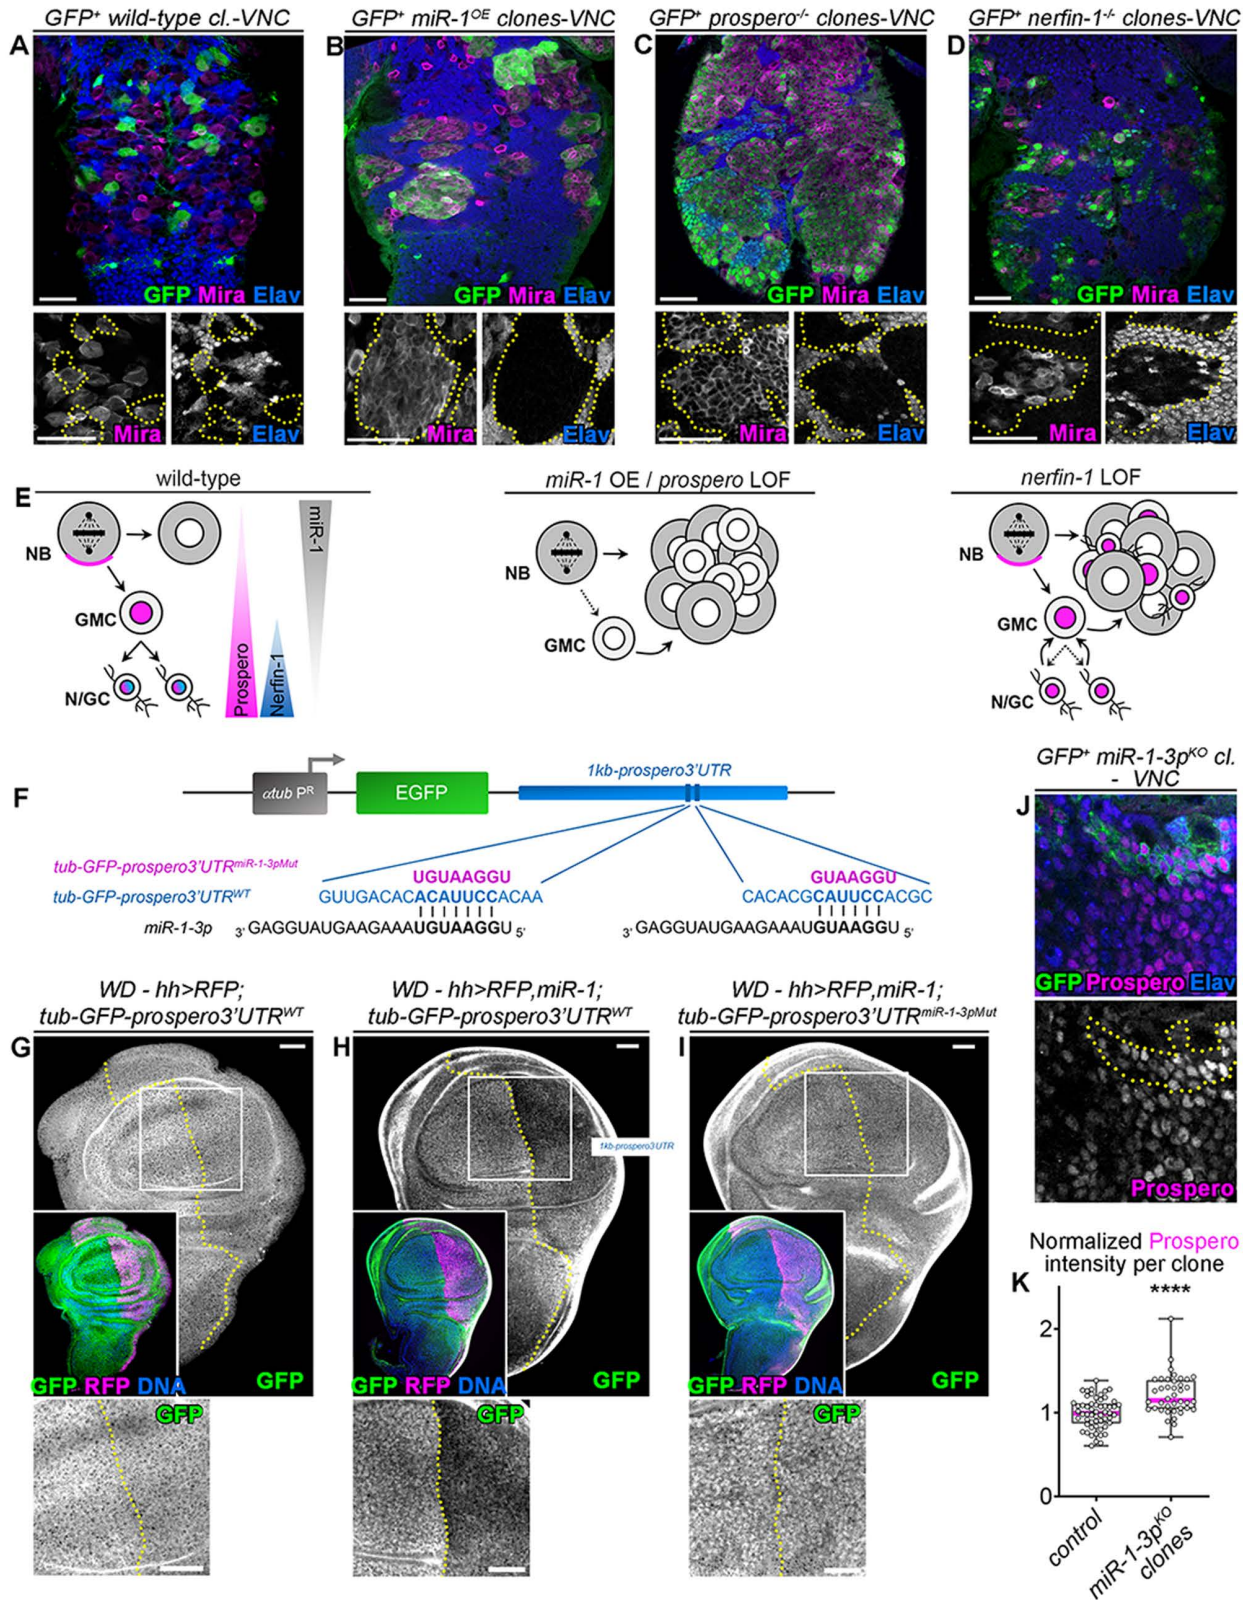 GFP⁺ wild-type cl.-VNC
GFP⁺ miR-1ᴼᴱ clones-VNC
GFP⁺ prospero⁻/⁻ clones-VNC
GFP⁺ nerfin-1⁻/⁻ clones-VNC
A
B
C
D
GFP Mira Elav
GFP Mira Elav
GFP Mira Elav
GFP Mira Elav
Mira
Elav
Mira
Elav
Mira
Elav
Mira
Elav
E
wild-type
miR-1 OE / prospero LOF
nerfin-1 LOF
NB
GMC
N/GC
Prospero
Nerfin-1
miR-1
NB
GMC
NB
GMC
N/GC
F
αtub Pᴿ
EGFP
1kb-prospero3'UTR
tub-GFP-prospero3'UTRᵐⁱᴿ⁻¹⁻³ᵖᴹᵘᵗ
UGUAAGGU
GUAAGGU
tub-GFP-prospero3'UTRᵂᵀ
GUUGACACACAUUCCACAA
CACACGCAUUCCACGC
miR-1-3p
3' GAGGUAUGAAGAAAUGUAAGGU 5'
3' GAGGUAUGAAGAAAUGUAAGGU 5'
GFP⁺ miR-1-3pᴷᴼ cl.
- VNC
J
GFP Prospero Elav
Prospero
WD - hh>RFP;
tub-GFP-prospero3'UTRᵂᵀ
WD - hh>RFP,miR-1;
tub-GFP-prospero3'UTRᵂᵀ
WD - hh>RFP,miR-1;
tub-GFP-prospero3'UTRᵐⁱᴿ⁻¹⁻³ᵖᴹᵘᵗ
G
H
I
1kb-prospero3'UTR
GFP RFP DNA
GFP
GFP RFP DNA
GFP
GFP RFP DNA
GFP
GFP
GFP
GFP
Normalized Prospero
intensity per clone
K
****
2
1
0
control
miR-1-3pᴷᴼ
clones